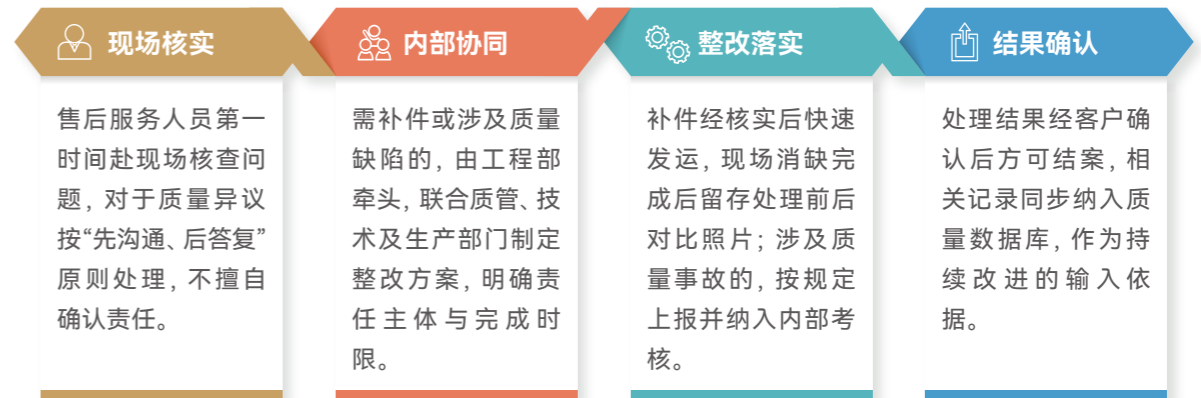 现场核实
售后服务人员第一
时间赴现场核查问
题，对于质量异议
按“先沟通、后答复”
原则处理，不擅自
确认责任。
内部协同
需补件或涉及质量
缺陷的，由工程部
牵头，联合质管、技
术及生产部门制定
整改方案，明确责
任主体与完成时
限。
整改落实
补件经核实后快速
发运，现场消缺完
成后留存处理前后
对比照片；涉及质
量事故的，按规定
上报并纳入内部考
核。
结果确认
处理结果经客户确
认后方可结案，相
关记录同步纳入质
量数据库，作为持
续改进的输入依
据。